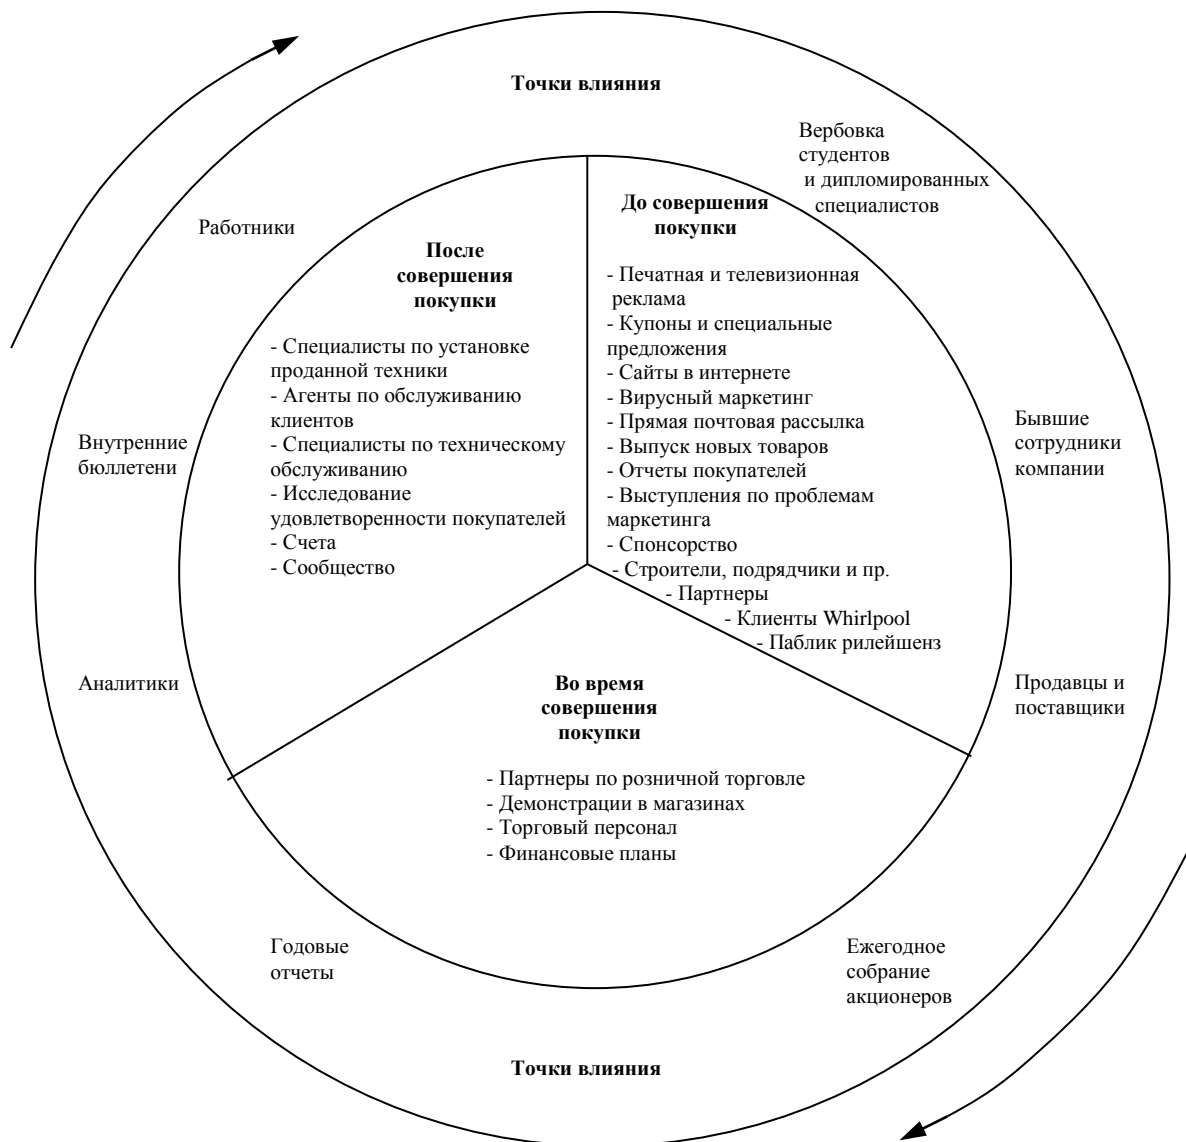 Точки влияния
Вербовка
студентов
и дипломированных
специалистов
Работники
До совершения
покупки
- Печатная и телевизионная
реклама
- Купоны и специальные
предложения
- Сайты в интернете
- Вирусный маркетинг
- Прямая почтовая рассылка
- Выпуск новых товаров
- Отчеты покупателей
- Выступления по проблемам
маркетинга
- Спонсорство
- Строители, подрядчики и пр.
- Партнеры
- Клиенты Whirlpool
- Паблик рилейшенз
После
совершения
покупки
- Специалисты по установке
проданной техники
- Агенты по обслуживанию
клиентов
- Специалисты по техническому
обслуживанию
- Исследование
удовлетворенности покупателей
- Счета
- Сообщество
Внутренние
бюллетени
Бывшие
сотрудники
компании
Аналитики
Продавцы и
поставщики
Во время
совершения
покупки
- Партнеры по розничной торговле
- Демонстрации в магазинах
- Торговый персонал
- Финансовые планы
Годовые
отчеты
Ежегодное
собрание
акционеров
Точки влияния